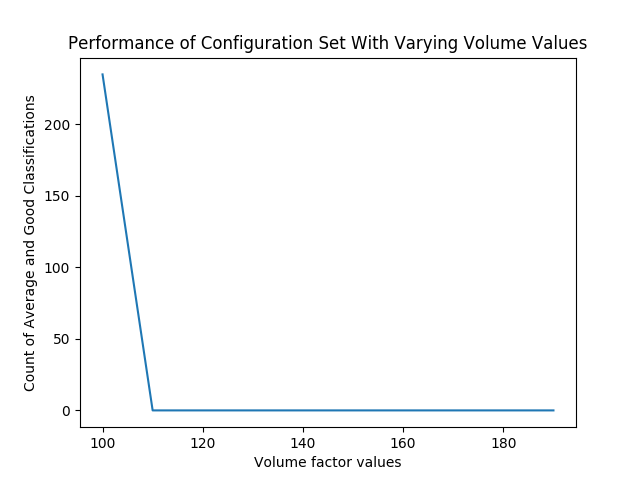 Performance of Configuration Set With Varying Volume Values
Count of Average and Good Classifications
200
150
100
50
0
100 120 140 160 180
Volume factor values